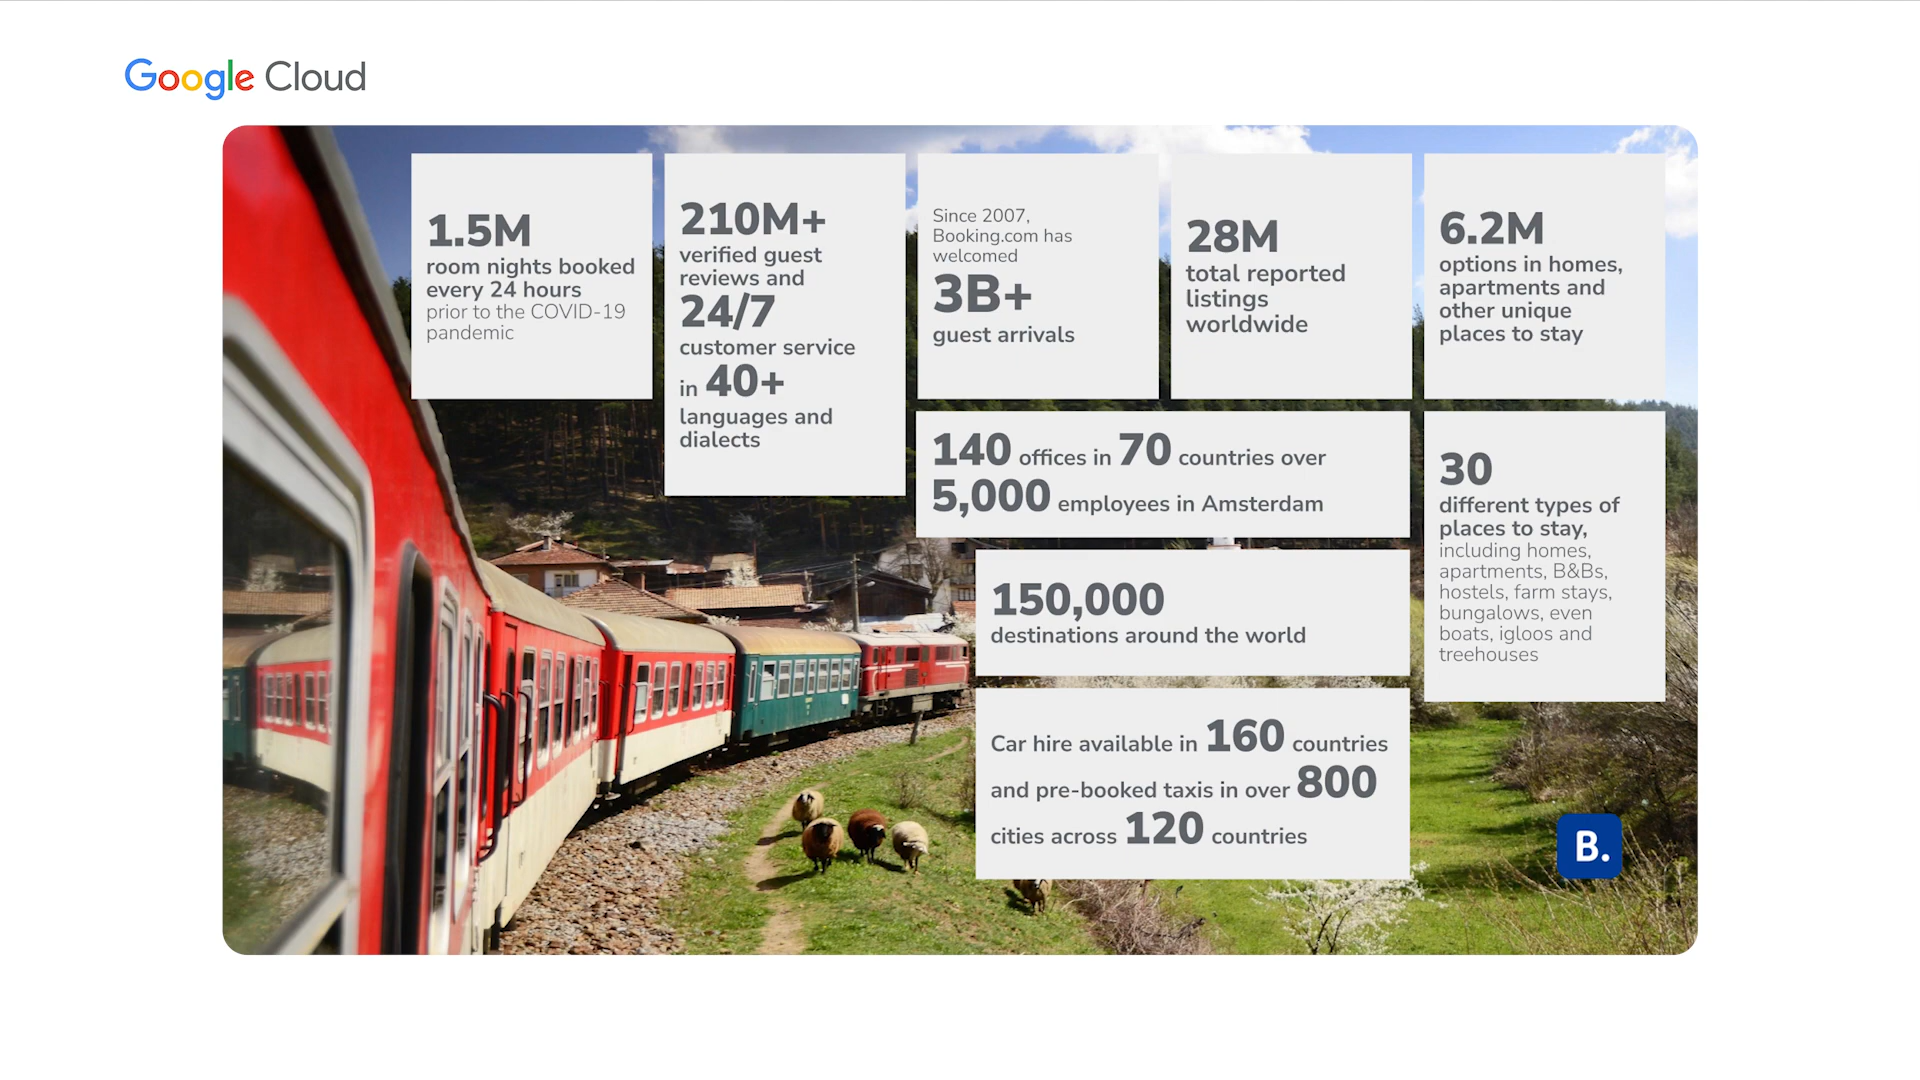 Google Cloud
1.5M
room nights booked
every 24 hours
prior to the COVID-19
pandemic
210M+
verified guest
reviews and
24/7
customer service
in 40+
languages and
dialects
Since 2007,
Booking.com has
welcomed
3B+
guest arrivals
28M
total reported
listings
worldwide
6.2M
options in homes,
apartments and
other unique
places to stay
140 offices in 70 countries over
5,000 employees in Amsterdam
30
different types of
places to stay,
including homes,
apartments, B&Bs,
hostels, farm stays,
bungalows, even
boats, igloos and
treehouses
150,000
destinations around the world
Car hire available in 160 countries
and pre-booked taxis in over 800
cities across 120 countries
B.